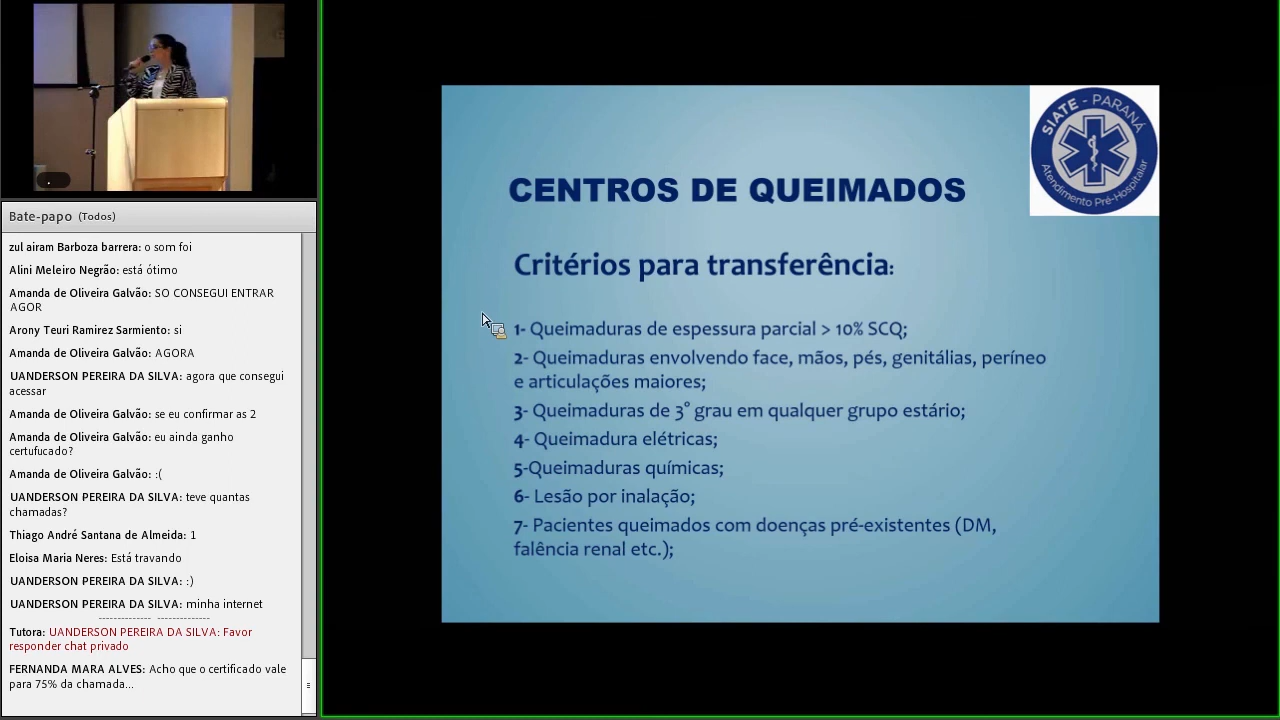 Bate-papo (Todos)
zul airam Barboza barrera: o som foi
Alini Meleiro Negrão: está ótimo
Amanda de Oliveira Galvão: SO CONSEGUI ENTRAR
AGOR
Arony Teuri Ramirez Sarmiento: si
Amanda de Oliveira Galvão: AGORA
UANDERSON PEREIRA DA SILVA: agora que consegui
acessar
Amanda de Oliveira Galvão: se eu confirmar as 2
Amanda de Oliveira Galvão: eu ainda ganho
certufucado?
Amanda de Oliveira Galvão: :(
UANDERSON PEREIRA DA SILVA: teve quantas
chamadas?
Thiago André Santana de Almeida: 1
Eloisa Maria Neres: Está travando
UANDERSON PEREIRA DA SILVA: :)
UANDERSON PEREIRA DA SILVA: minha internet
-------------- --------------
Tutora: UANDERSON PEREIRA DA SILVA: Favor
responder chat privado
FERNANDA MARA ALVES: Acho que o certificado vale
para 75% da chamada...
SIATE - PARANÁ
Atendimento Pré-Hospitalar
CENTROS DE QUEIMADOS
Critérios para transferência:
1- Queimaduras de espessura parcial > 10% SCQ;
2- Queimaduras envolvendo face, mãos, pés, genitálias, períneo
e articulações maiores;
3- Queimaduras de 3° grau em qualquer grupo estário;
4- Queimadura elétricas;
5-Queimaduras químicas;
6- Lesão por inalação;
7- Pacientes queimados com doenças pré-existentes (DM,
falência renal etc.);